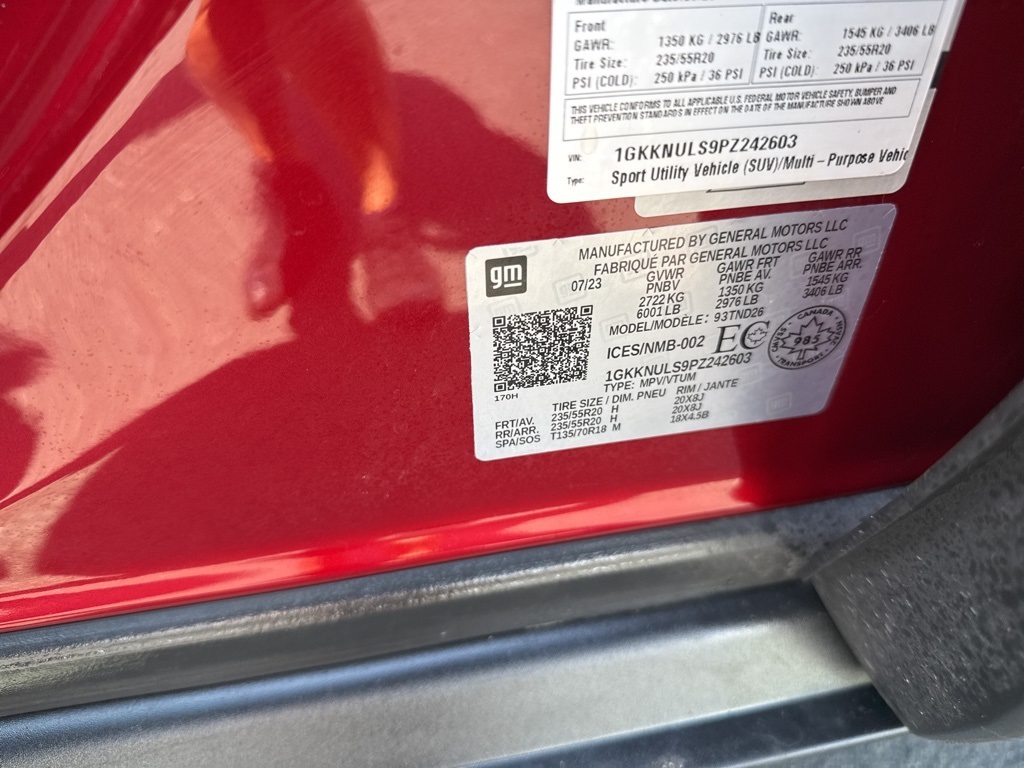 Front
GAWR: 1350 KG / 2976 LB
Tire Size: 235/55R20
PSI (COLD): 250 kPa / 36 PSI
Rear
GAWR: 1545 KG / 3406 LB
Tire Size: 235/55R20
PSI (COLD): 250 kPa / 36 PSI
THIS VEHICLE CONFORMS TO ALL APPLICABLE U.S. FEDERAL MOTOR VEHICLE SAFETY, BUMPER AND
THEFT PREVENTION STANDARDS IN EFFECT ON THE DATE OF THE MANUFACTURE SHOWN ABOVE
VIN: 1GKKNULS9PZ242603
Type: Sport Utility Vehicle (SUV)/Multi-Purpose Vehic
gm
MANUFACTURED BY GENERAL MOTORS LLC
FABRIQUÉ PAR GENERAL MOTORS LLC
07/23
GVWR
PNBV
2722 KG
6001 LB
GAWR FRT
PNBE AV.
1350 KG
2976 LB
GAWR RR
PNBE ARR.
1545 KG
3406 LB
MODEL/MODÈLE: 93TND26
ICES/NMB-002
EC
CANADA
985
TRANSPORT
1GKKNULS9PZ242603
TYPE: MPV/VTUM
170H
TIRE SIZE / DIM. PNEU RIM / JANTE
FRT/AV. 235/55R20 H 20X8J
RR/ARR. 235/55R20 H 20X8J
SPA/SOS T135/70R18 M 18X4.5B